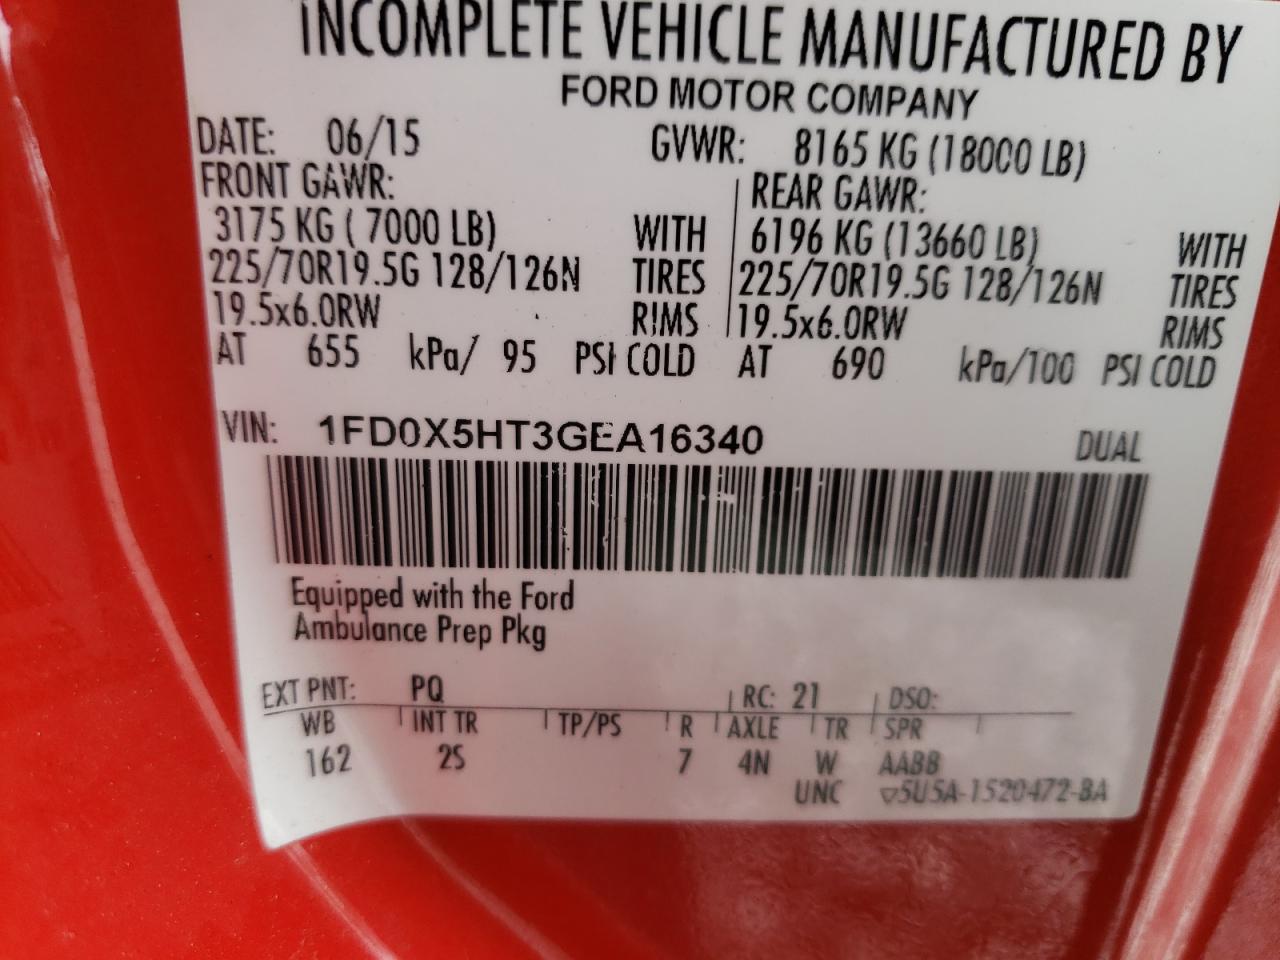 INCOMPLETE VEHICLE MANUFACTURED BY
FORD MOTOR COMPANY
DATE: 06/15 GVWR: 8165 KG (18000 LB)
FRONT GAWR: REAR GAWR:
3175 KG ( 7000 LB) WITH 6196 KG (13660 LB) WITH
225/70R19.5G 128/126N TIRES 225/70R19.5G 128/126N TIRES
19.5x6.0RW RIMS 19.5x6.0RW RIMS
AT 655 kPa/ 95 PSI COLD AT 690 kPa/100 PSI COLD
VIN: 1FD0X5HT3GEA16340 DUAL
Equipped with the Ford
Ambulance Prep Pkg
EXT PNT: PQ RC: 21 DSO:
WB INT TR TP/PS R AXLE TR SPR
162 2S 7 4N W AABB
UNC ▽5U5A-1520472-BA